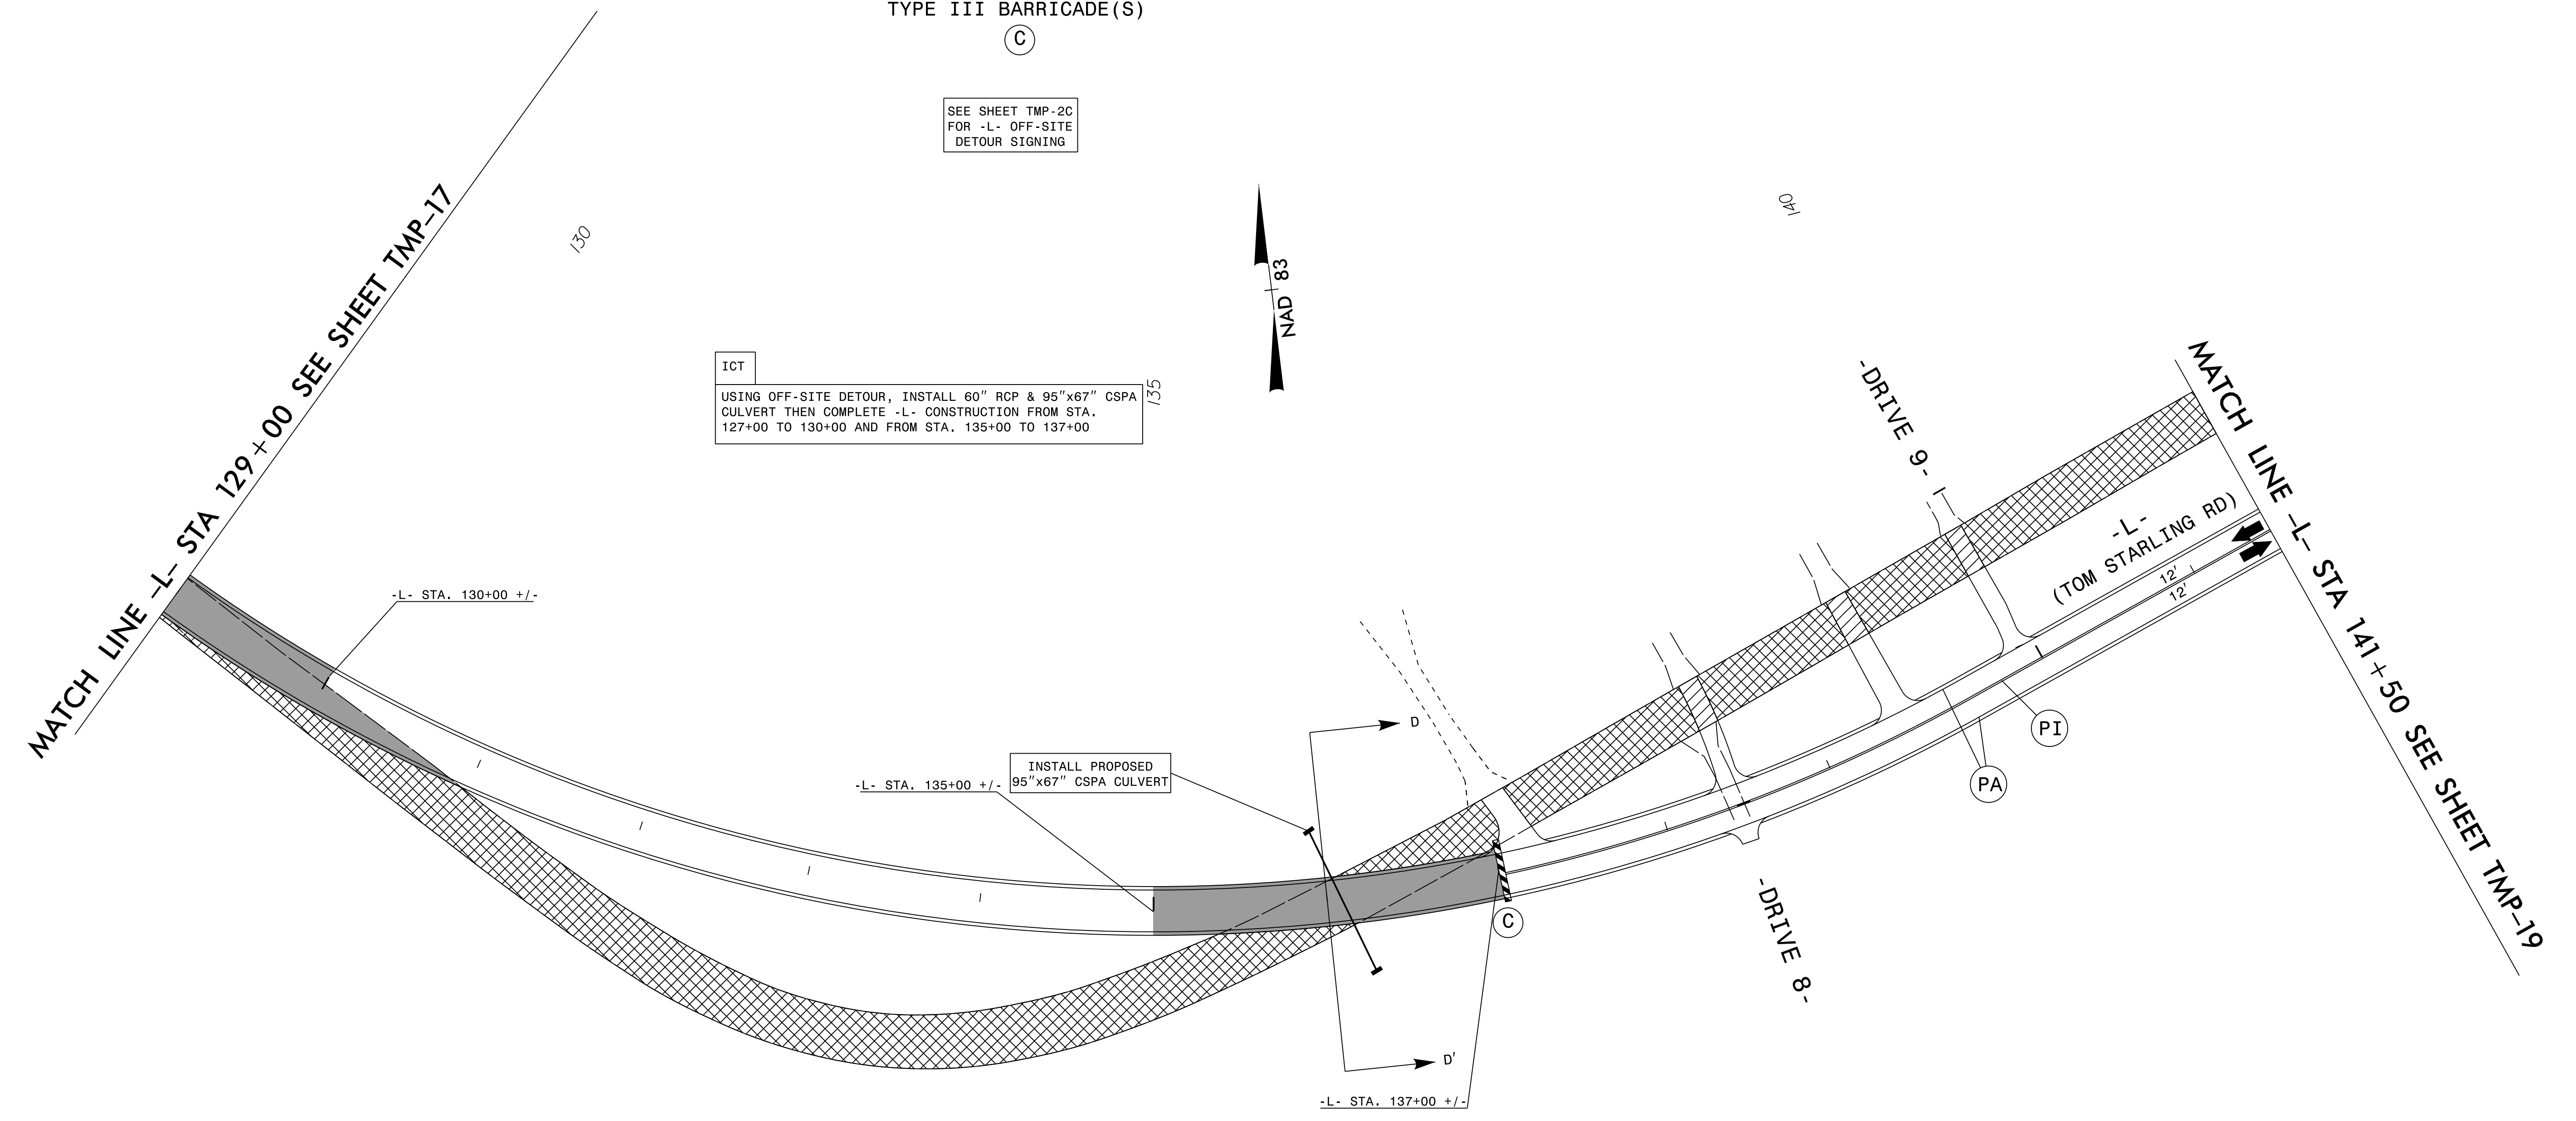 TYPE III BARRICADE(S)
C
SEE SHEET TMP-2C
FOR -L- OFF-SITE
DETOUR SIGNING
MATCH LINE -L- STA 129+00 SEE SHEET TMP-17
130
140
NAD 83
ICT
USING OFF-SITE DETOUR, INSTALL 60" RCP & 95"x67" CSPA
CULVERT THEN COMPLETE -L- CONSTRUCTION FROM STA.
127+00 TO 130+00 AND FROM STA. 135+00 TO 137+00
135
-DRIVE 9-
MATCH LINE -L- STA 141+50 SEE SHEET TMP-19
-L-
(TOM STARLING RD)
12'
12'
-L- STA. 130+00 +/-
D
PI
INSTALL PROPOSED
95"x67" CSPA CULVERT
-L- STA. 135+00 +/-
PA
C
-DRIVE 8-
D'
-L- STA. 137+00 +/-